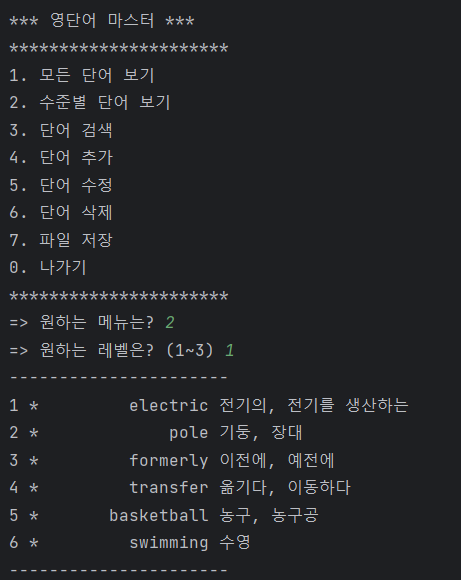 *** 영단어 마스터 ***
**********************
1. 모든 단어 보기
2. 수준별 단어 보기
3. 단어 검색
4. 단어 추가
5. 단어 수정
6. 단어 삭제
7. 파일 저장
0. 나가기
**********************
=> 원하는 메뉴는? 2
=> 원하는 레벨은? (1~3) 1
----------------------
1 *         electric 전기의, 전기를 생산하는
2 *             pole 기둥, 장대
3 *         formerly 이전에, 예전에
4 *         transfer 옮기다, 이동하다
5 *       basketball 농구, 농구공
6 *         swimming 수영
----------------------